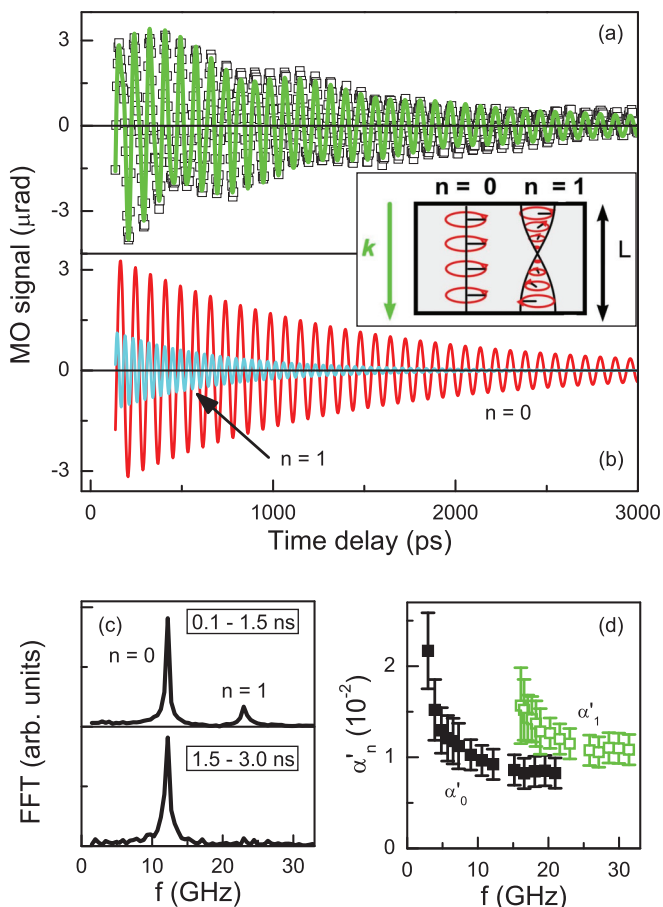 (a)
3
0
-3
MO signal (μrad)
n = 0 n = 1
k
L
3
0
-3
n = 1
n = 0
(b)
0 1000 2000 3000
Time delay (ps)
(c)
0.1 - 1.5 ns
n = 0
n = 1
1.5 - 3.0 ns
FFT (arb. units)
0 10 20 30
f (GHz)
(d)
2
1
0
α'n (10-2)
α'1
α'0
0 10 20 30
f (GHz)